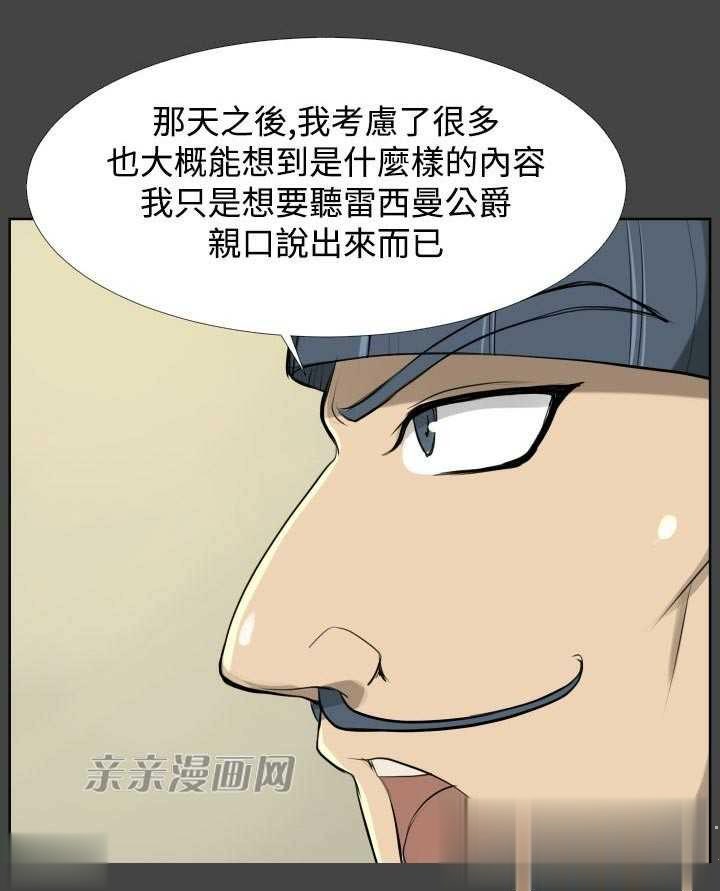 那天之後,我考慮了很多
也大概能想到是什麼樣的內容
我只是想要聽雷西曼公爵
親口說出來而已
亲亲漫画网